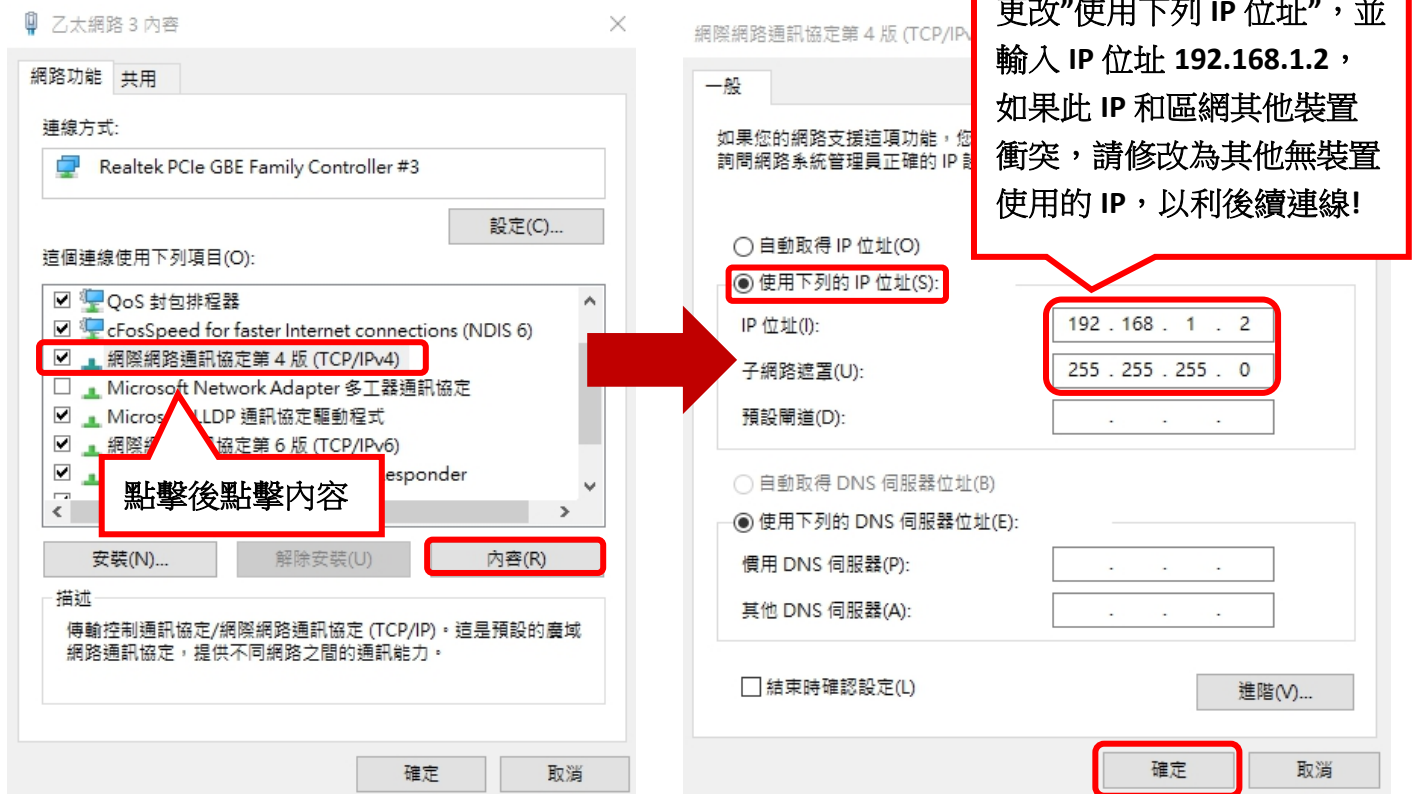 乙太網路 3 內容
網路功能 共用
連線方式:
Realtek PCIe GBE Family Controller #3
設定(C)...
這個連線使用下列項目(O):
QoS 封包排程器
cFosSpeed for faster Internet connections (NDIS 6)
網際網路通訊協定第 4 版 (TCP/IPv4)
Microsoft Network Adapter 多工器通訊協定
LLDP 通訊協定驅動程式
協定第 6 版 (TCP/IPv6)
點擊後點擊內容
安裝(N)...
解除安裝(U)
內容(R)
描述
傳輸控制通訊協定/網際網路通訊協定 (TCP/IP)。這是預設的廣域
網路通訊協定，提供不同網路之間的通訊能力。
確定
取消
網際網路通訊協定第 4 版 (TCP/IPv
更改"使用下列 IP 位址"，並
輸入 IP 位址 192.168.1.2，
如果此 IP 和區網其他裝置
衝突，請修改為其他無裝置
使用的 IP，以利後續連線!
一般
如果您的網路支援這項功能，您
詢問網路系統管理員正確的 IP
自動取得 IP 位址(O)
使用下列的 IP 位址(S):
IP 位址(I):
192 . 168 . 1 . 2
子網路遮罩(U):
255 . 255 . 255 . 0
預設閘道(D):
. . .
自動取得 DNS 伺服器位址(B)
使用下列的 DNS 伺服器位址(E):
慣用 DNS 伺服器(P):
. . .
其他 DNS 伺服器(A):
. . .
結束時確認設定(L)
進階(V)...
確定
取消